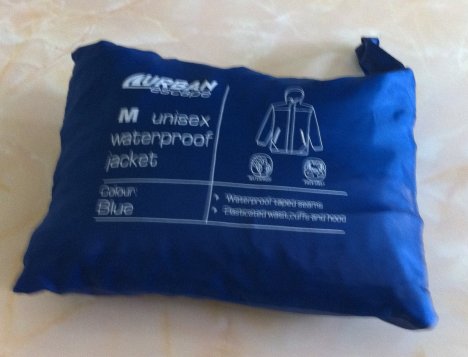 URBAN
escape
M unisex
waterproof
jacket
Colour:
Blue
Waterproof taped seams
Elasticated waist, cuffs and hood